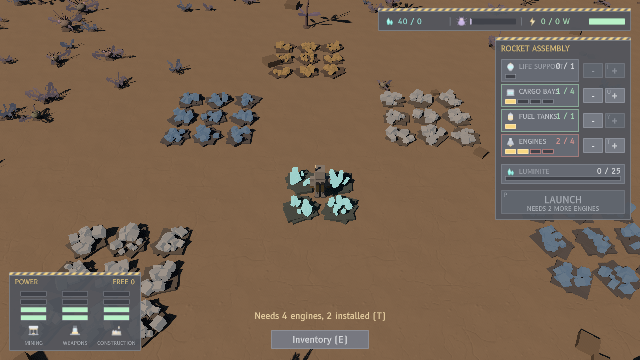 40 / 0
0 / 0 W
ROCKET ASSEMBLY
LIFE SUPPO 0 / 1
CARGO BAYS 1 / 4
FUEL TANKS 1 / 1
ENGINES 2 / 4
LUMINITE 0 / 25
P
LAUNCH
NEEDS 2 MORE ENGINES
POWER FREE 0
MINING WEAPONS CONSTRUCTION
Needs 4 engines, 2 installed [T]
Inventory [E]